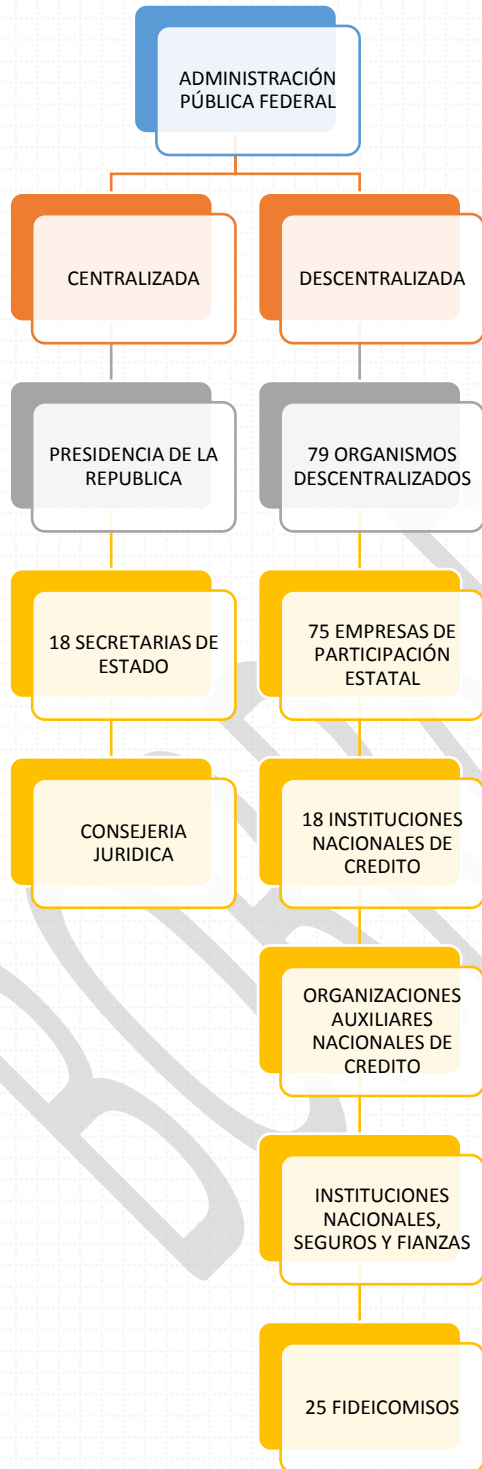 ADMINISTRACIÓN
PÚBLICA FEDERAL
CENTRALIZADA
DESCENTRALIZADA
PRESIDENCIA DE LA
REPUBLICA
79 ORGANISMOS
DESCENTRALIZADOS
18 SECRETARIAS DE
ESTADO
75 EMPRESAS DE
PARTICIPACIÓN
ESTATAL
CONSEJERIA
JURIDICA
18 INSTITUCIONES
NACIONALES DE
CREDITO
ORGANIZACIONES
AUXILIARES
NACIONALES DE
CREDITO
INSTITUCIONES
NACIONALES,
SEGUROS Y FIANZAS
25 FIDEICOMISOS